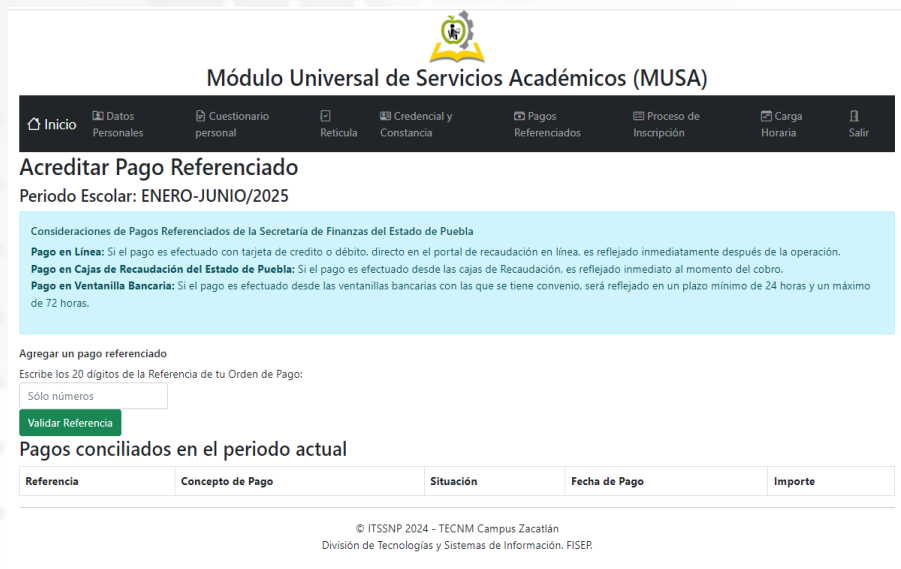 Módulo Universal de Servicios Académicos (MUSA)
Inicio
Datos
Personales
Cuestionario
personal
Reticula
Credencial y
Constancia
Pagos
Referenciados
Proceso de
Inscripción
Carga
Horaria
Salir
Acreditar Pago Referenciado
Periodo Escolar: ENERO-JUNIO/2025
Consideraciones de Pagos Referenciados de la Secretaría de Finanzas del Estado de Puebla
Pago en Línea: Si el pago es efectuado con tarjeta de credito o débito, directo en el portal de recaudación en línea, es reflejado inmediatamente después de la operación.
Pago en Cajas de Recaudación del Estado de Puebla: Si el pago es efectuado desde las cajas de Recaudación, es reflejado inmediato al momento del cobro.
Pago en Ventanilla Bancaria: Si el pago es efectuado desde las ventanillas bancarias con las que se tiene convenio, será reflejado en un plazo mínimo de 24 horas y un máximo
de 72 horas.
Agregar un pago referenciado
Escribe los 20 dígitos de la Referencia de tu Orden de Pago:
Sólo números
Validar Referencia
Pagos conciliados en el periodo actual
Referencia Concepto de Pago Situación Fecha de Pago Importe
© ITSSNP 2024 - TECNM Campus Zacatlán
División de Tecnologías y Sistemas de Información. FISEP.